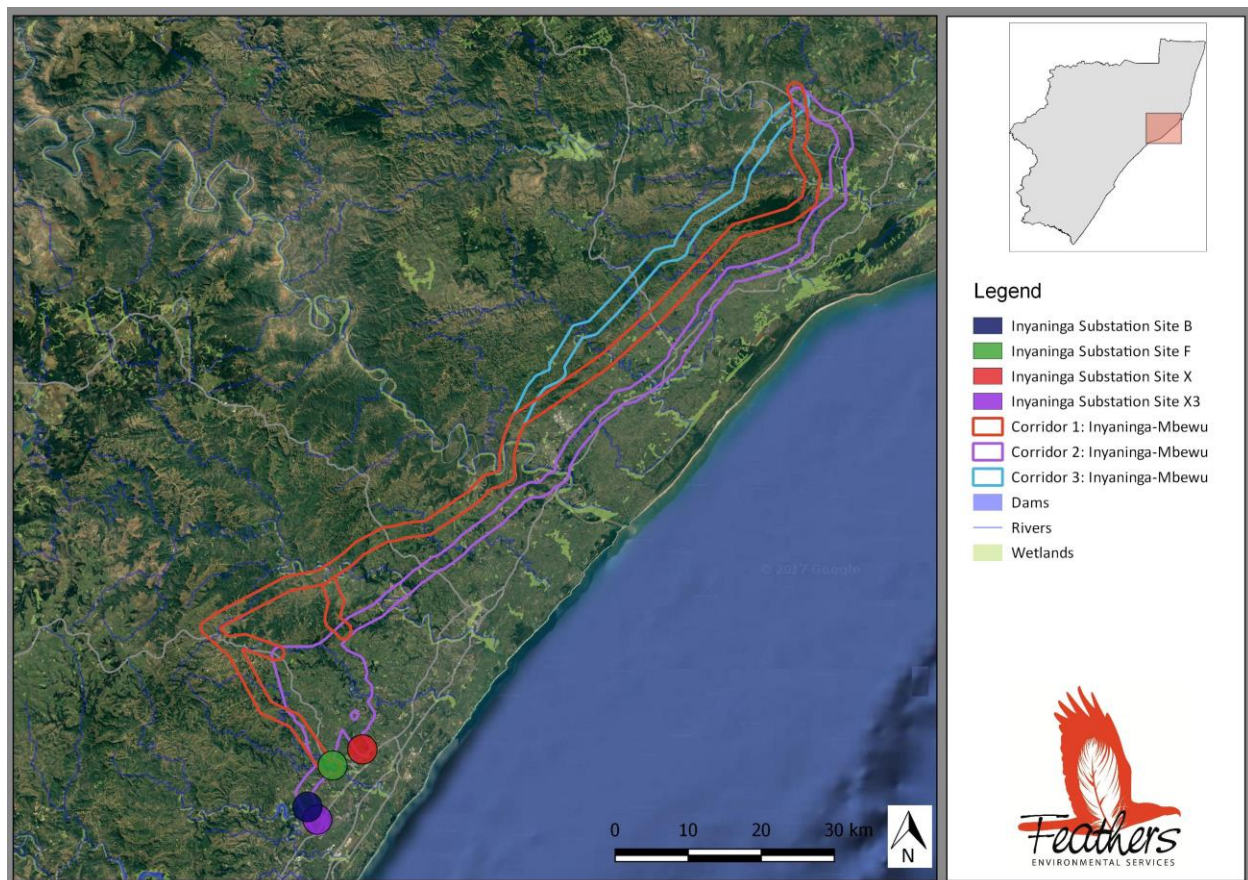 © 2017 Google
0 10 20 30 km
N
Legend
Inyaninga Substation Site B
Inyaninga Substation Site F
Inyaninga Substation Site X
Inyaninga Substation Site X3
Corridor 1: Inyaninga-Mbewu
Corridor 2: Inyaninga-Mbewu
Corridor 3: Inyaninga-Mbewu
Dams
Rivers
Wetlands
Feathers
ENVIRONMENTAL SERVICES